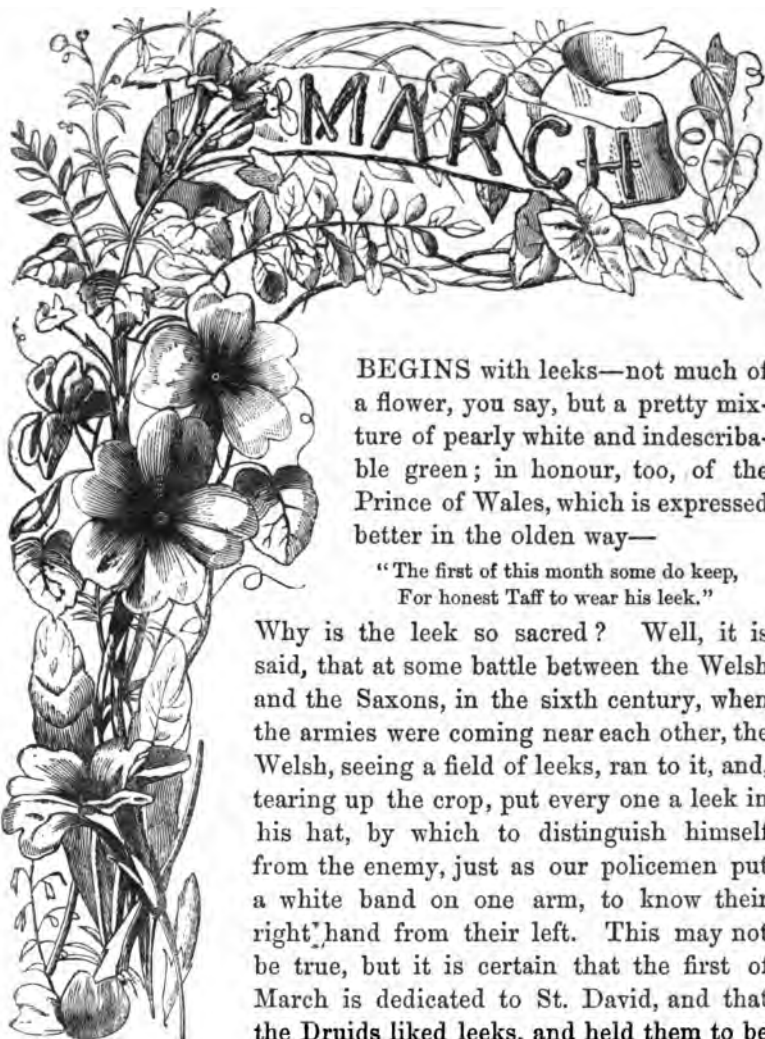 MARCH
BEGINS with leeks—not much of
a flower, you say, but a pretty mix-
ture of pearly white and indescriba-
ble green; in honour, too, of the
Prince of Wales, which is expressed
better in the olden way—
"The first of this month some do keep,
For honest Taff to wear his leek."
Why is the leek so sacred? Well, it is
said, that at some battle between the Welsh
and the Saxons, in the sixth century, when
the armies were coming near each other, the
Welsh, seeing a field of leeks, ran to it, and,
tearing up the crop, put every one a leek in
his hat, by which to distinguish himself
from the enemy, just as our policemen put
a white band on one arm, to know their
right hand from their left. This may not
be true, but it is certain that the first of
March is dedicated to St. David, and that
the Druids liked leeks, and held them to be